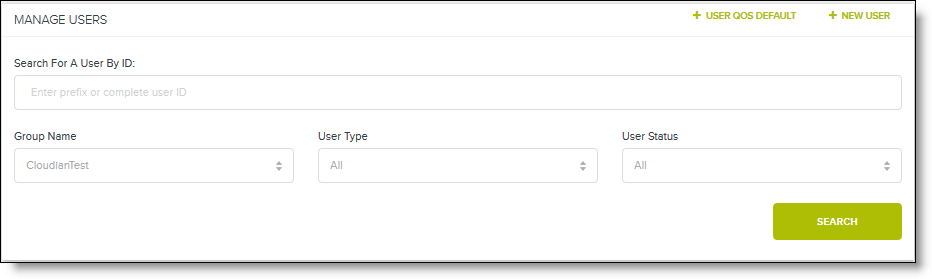 MANAGE USERS
+ USER QOS DEFAULT
+ NEW USER
Search For A User By ID:
Enter prefix or complete user ID
Group Name
User Type
User Status
CloudianTest
All
All
SEARCH